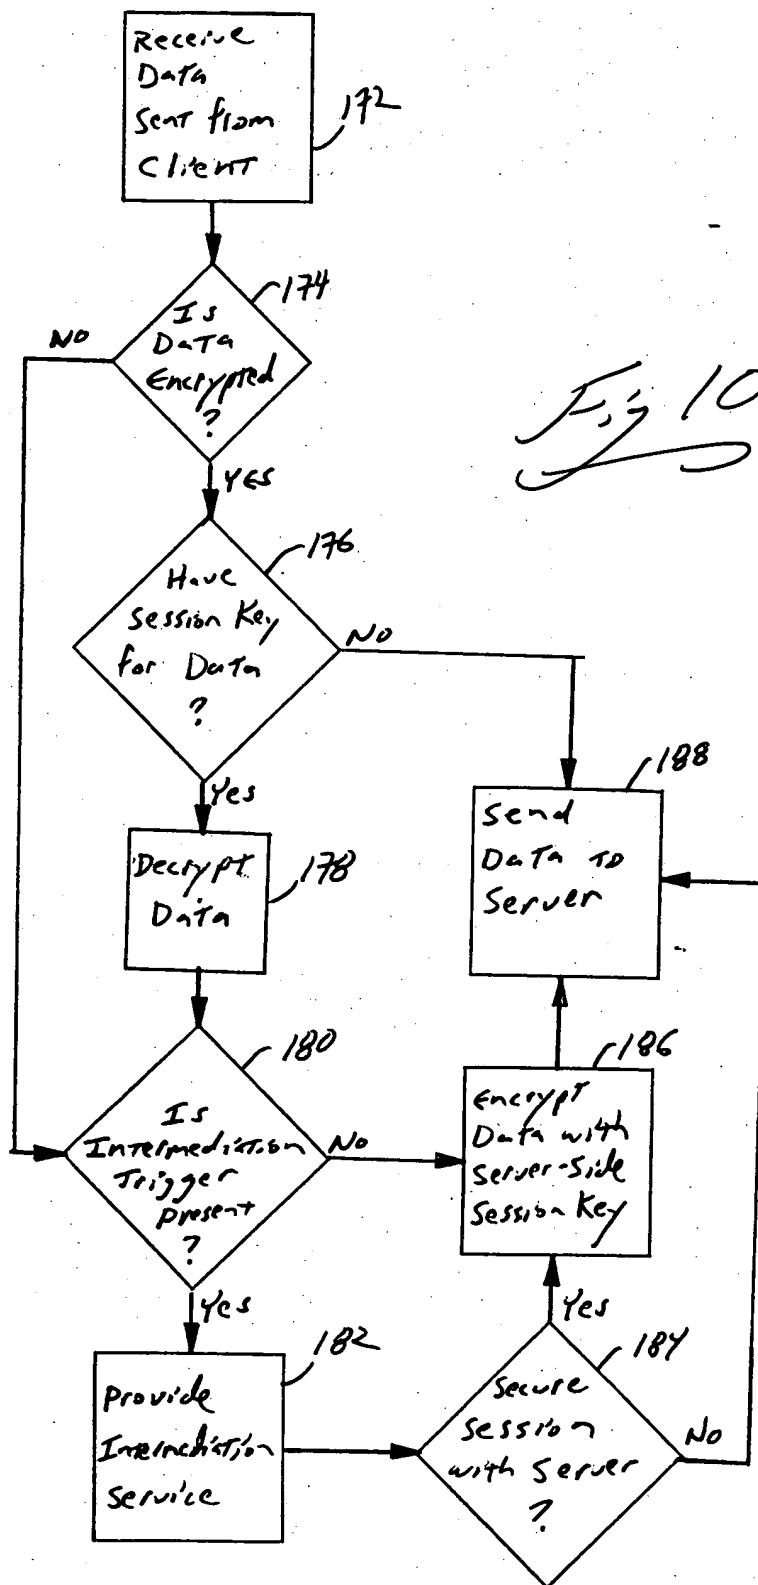 Receive
Data
Sent from
Client
172
174
Is
Data
Encrypted
?
NO
YES
Fig 10
176
Have
Session Key
for Data
?
NO
Yes
188
Send
Data to
Server
Decrypt
Data
178
180
Is
Intermediation
Trigger
present
?
No
186
Encrypt
Data with
Server-Side
Session Key
Yes
Yes
182
Provide
Intermediation
Service
184
Secure
Session
with Server
?
No